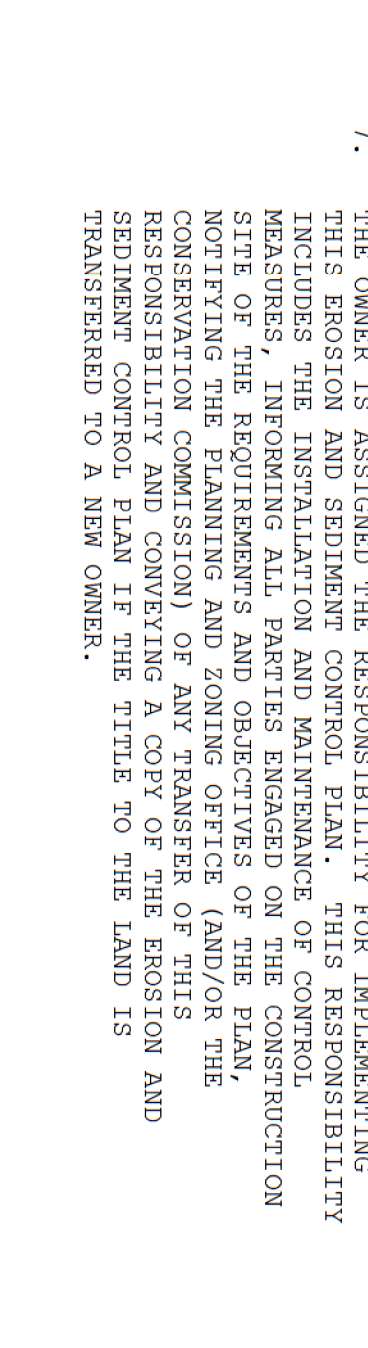 7. THE OWNER IS ASSIGNED THE RESPONSIBILITY FOR IMPLEMENTING
THIS EROSION AND SEDIMENT CONTROL PLAN. THIS RESPONSIBILITY
INCLUDES THE INSTALLATION AND MAINTENANCE OF CONTROL
MEASURES, INFORMING ALL PARTIES ENGAGED ON THE CONSTRUCTION
SITE OF THE REQUIREMENTS AND OBJECTIVES OF THE PLAN,
NOTIFYING THE PLANNING AND ZONING OFFICE (AND/OR THE
CONSERVATION COMMISSION) OF ANY TRANSFER OF THIS
RESPONSIBILITY AND CONVEYING A COPY OF THE EROSION AND
SEDIMENT CONTROL PLAN IF THE TITLE TO THE LAND IS
TRANSFERRED TO A NEW OWNER.